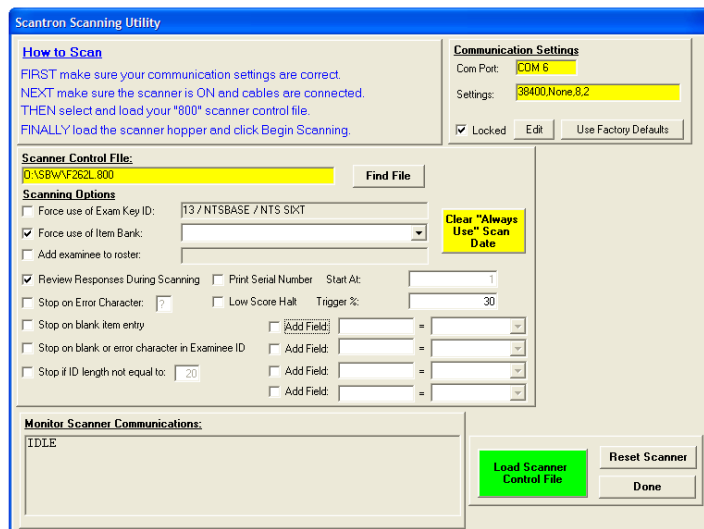 Scantron Scanning Utility
How to Scan
FIRST make sure your communication settings are correct.
NEXT make sure the scanner is ON and cables are connected.
THEN select and load your "800" scanner control file.
FINALLY load the scanner hopper and click Begin Scanning.
Communication Settings
Com Port: COM 6
Settings: 38400,None,8,2
Locked Edit Use Factory Defaults
Scanner Control FIle:
O:\SBW\F262L.800 Find File
Scanning Options
Force use of Exam Key ID: 13 / NTSBASE / NTS SIXT
Force use of Item Bank:
Add examinee to roster:
Clear "Always
Use" Scan
Date
Review Responses During Scanning Print Serial Number Start At: 1
Stop on Error Character: ? Low Score Halt Trigger %: 30
Stop on blank item entry Add Field: =
Stop on blank or error character in Examinee ID Add Field: =
Stop if ID length not equal to: 20 Add Field: =
Add Field: =
Monitor Scanner Communications:
IDLE
Load Scanner
Control File
Reset Scanner
Done